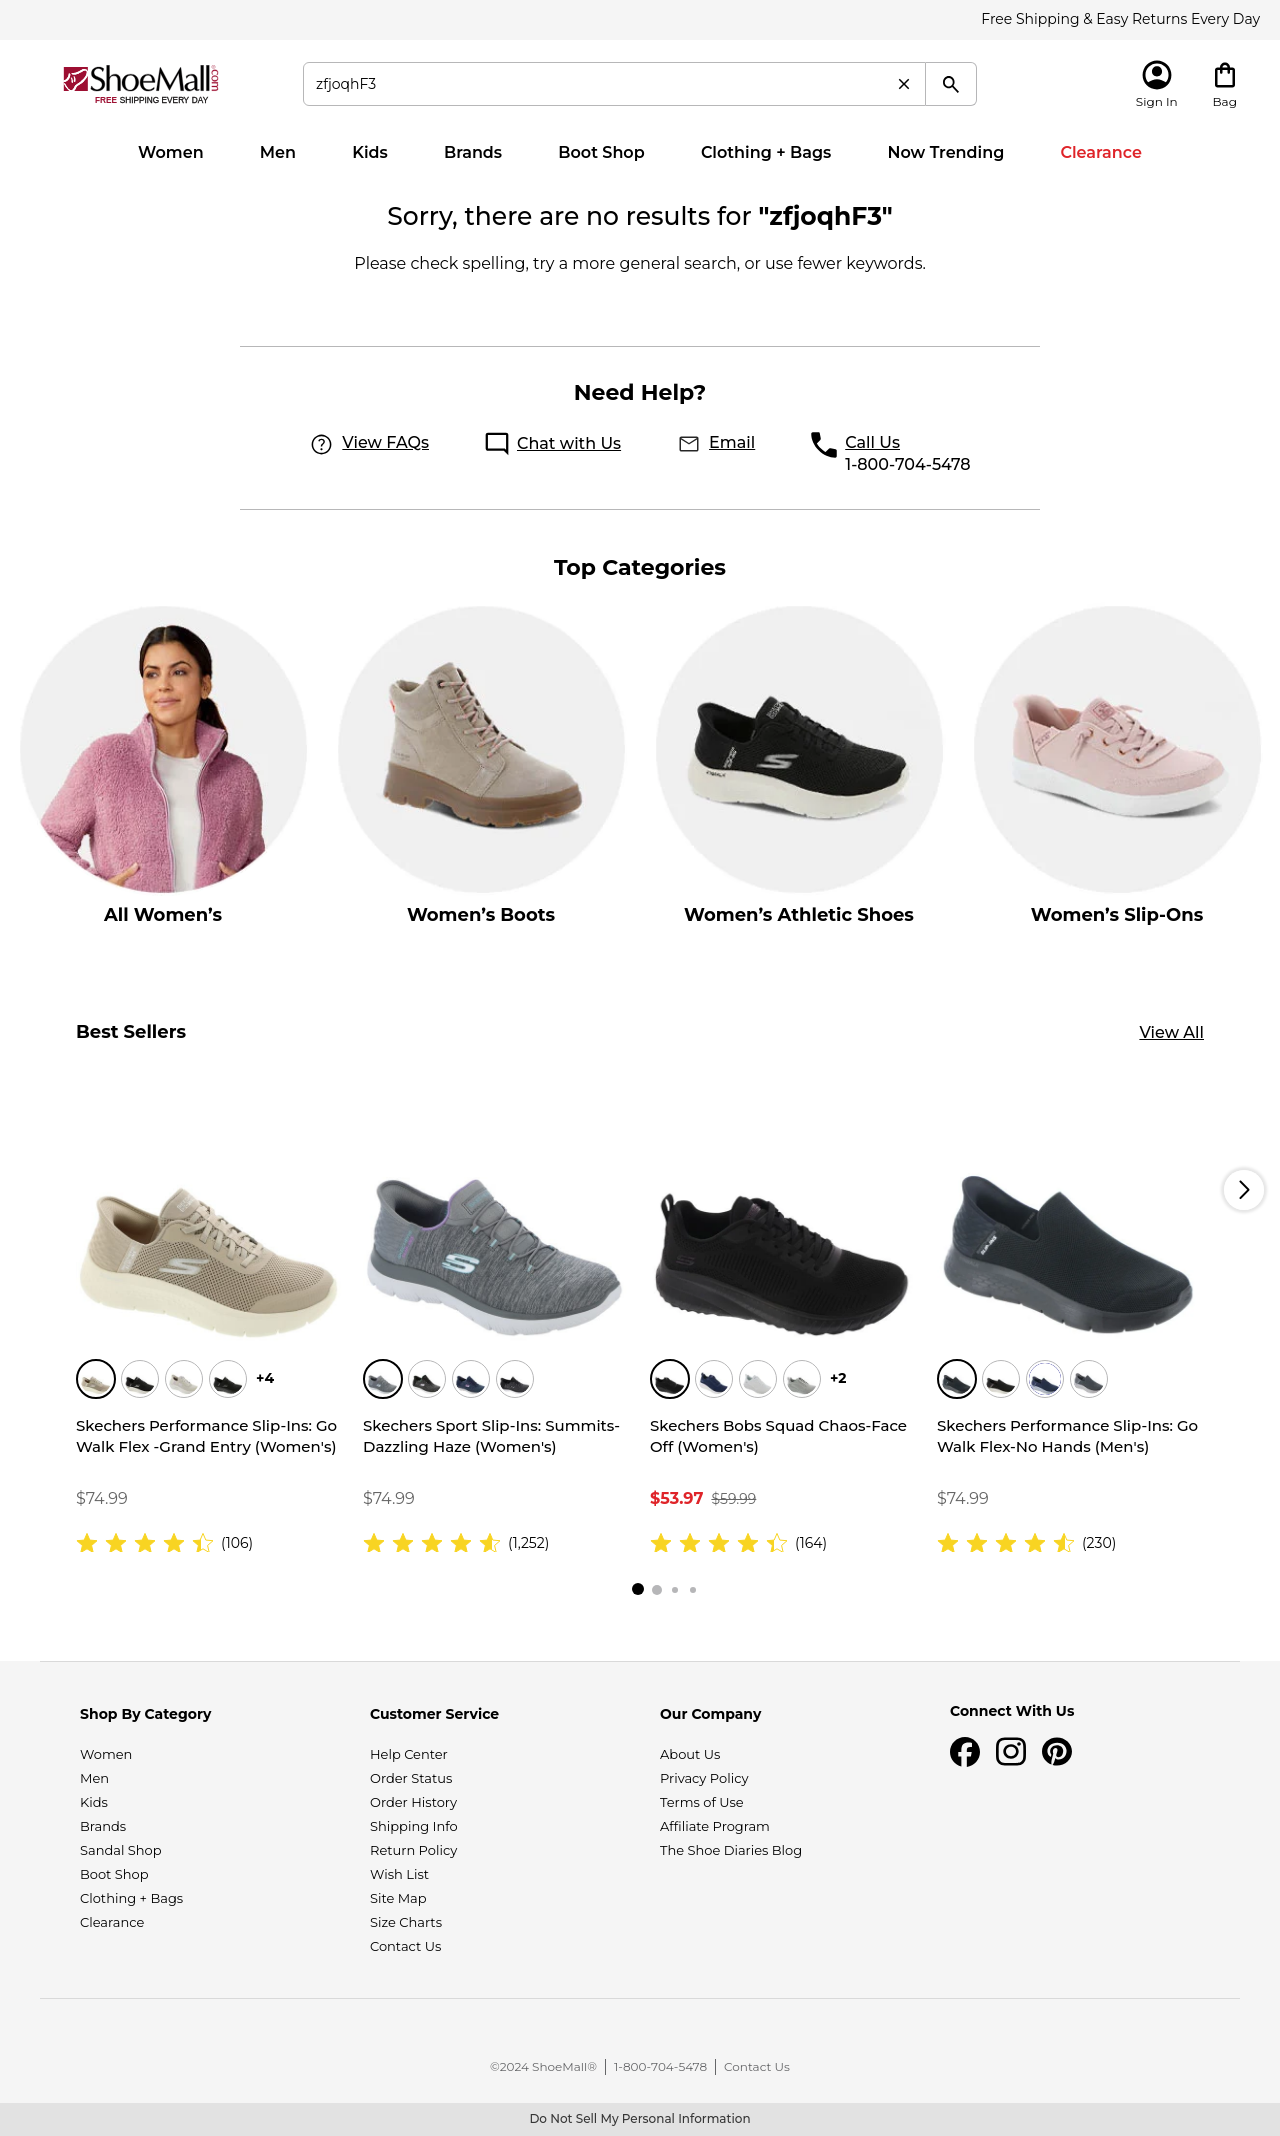 Free Shipping & Easy Returns Every Day
ShoeMall.com
FREE SHIPPING EVERY DAY
zfjoqhF3
Sign In
Bag
Women Men Kids Brands Boot Shop Clothing + Bags Now Trending Clearance
Sorry, there are no results for "zfjoqhF3"
Please check spelling, try a more general search, or use fewer keywords.
Need Help?
View FAQs Chat with Us Email Call Us
1-800-704-5478
Top Categories
All Women’s Women’s Boots Women’s Athletic Shoes Women’s Slip-Ons
Best Sellers View All
+4
Skechers Performance Slip-Ins: Go
Walk Flex -Grand Entry (Women's)
$74.99
(106)
Skechers Sport Slip-Ins: Summits-
Dazzling Haze (Women's)
$74.99
(1,252)
+2
Skechers Bobs Squad Chaos-Face
Off (Women's)
$53.97 $59.99
(164)
Skechers Performance Slip-Ins: Go
Walk Flex-No Hands (Men's)
$74.99
(230)
Shop By Category
Women
Men
Kids
Brands
Sandal Shop
Boot Shop
Clothing + Bags
Clearance
Customer Service
Help Center
Order Status
Order History
Shipping Info
Return Policy
Wish List
Site Map
Size Charts
Contact Us
Our Company
About Us
Privacy Policy
Terms of Use
Affiliate Program
The Shoe Diaries Blog
Connect With Us
©2024 ShoeMall® 1-800-704-5478 Contact Us
Do Not Sell My Personal Information